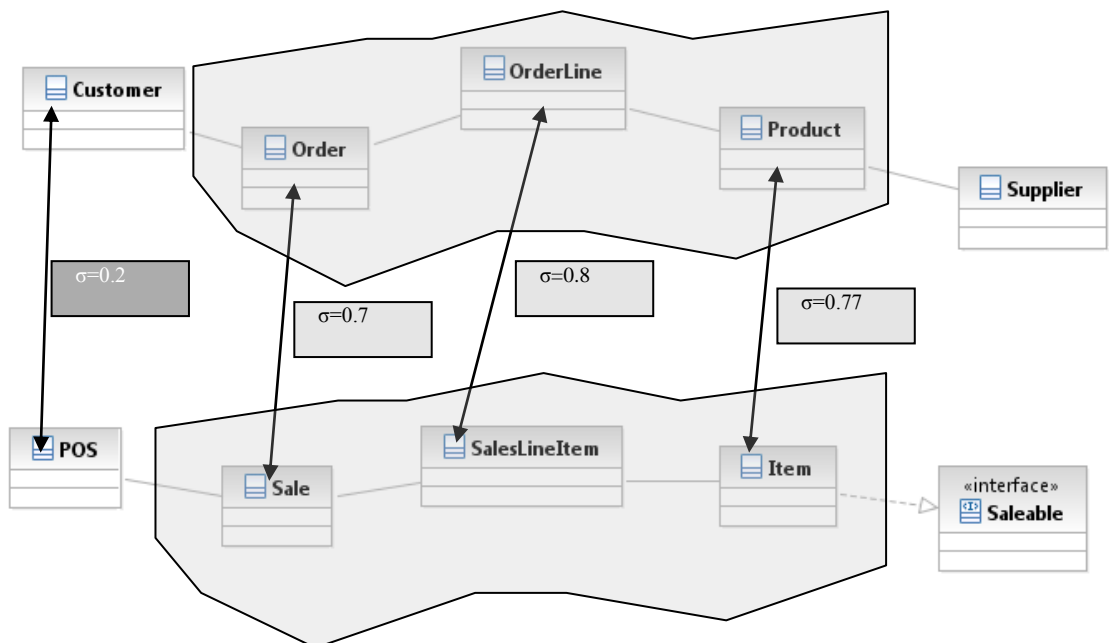 OrderLine
Customer
Product
Order
Supplier
σ=0.2
σ=0.8
σ=0.77
σ=0.7
POS
SalesLineItem
Item
Sale
«interface»
Saleable